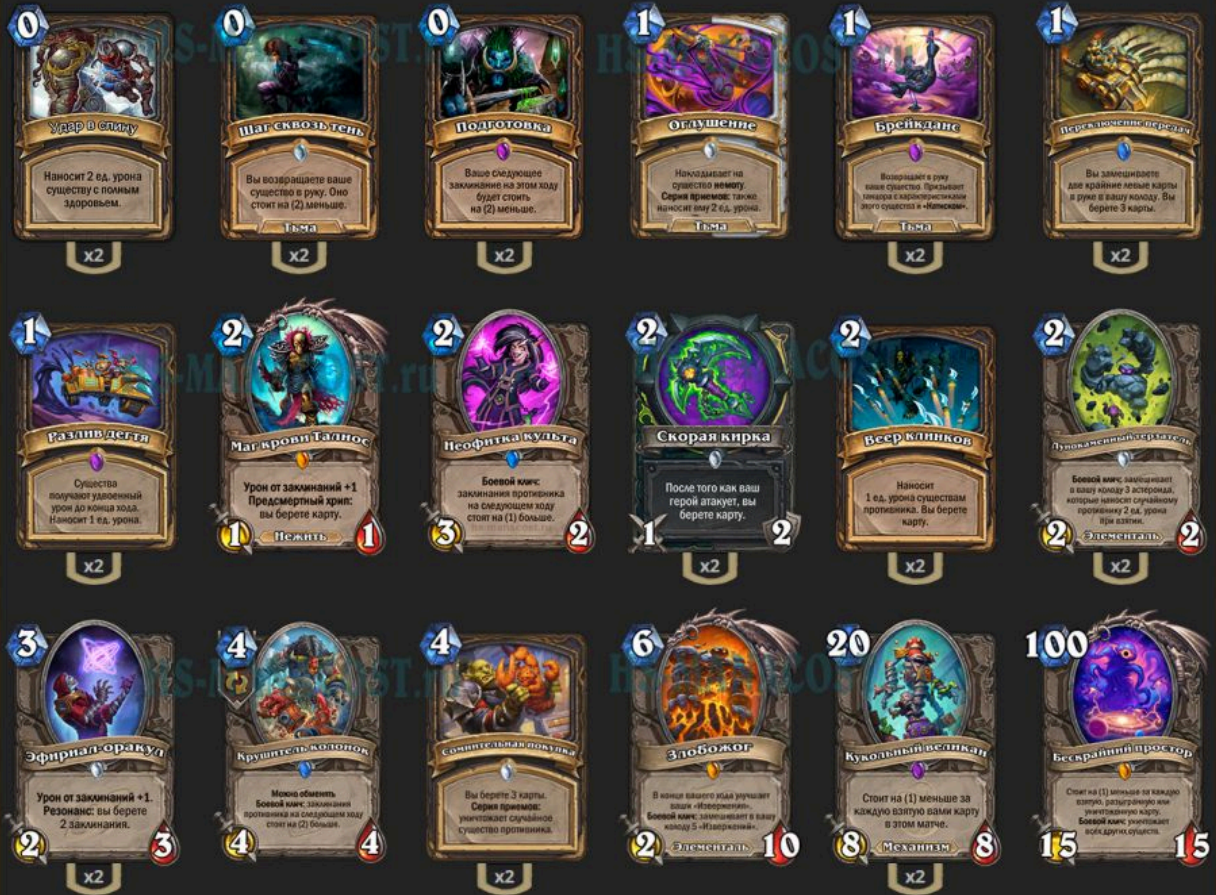 0
Удар в спину
Наносит 2 ед. урона
существу с полным
здоровьем.
x2
0
Шаг сквозь тень
Вы возвращаете ваше
существо в руку. Оно
стоит на (2) меньше.
Тьма
x2
0
Подготовка
Ваше следующее
заклинание на этом ходу
будет стоить
на (2) меньше.
x2
1
Оглушение
Накладывает на
существо немоту.
Серия приемов: также
наносит ему 2 ед. урона.
Тьма
1
Брейкданс
Возвращает в руку
ваше существо. Призывает
танцора с характеристиками
этого существа и «Натиском».
Тьма
x2
1
Переключение передач
Вы замешиваете
две крайние левые карты
в руке в вашу колоду. Вы
берете 3 карты.
x2
HS-MANACOST.ru
HS-MANACOST.ru
1
Разлив дегтя
Существа
получают удвоенный
урон до конца хода.
Наносит 1 ед. урона.
x2
2
Маг крови Талнос
Урон от заклинаний +1
Предсмертный хрип:
вы берете карту.
1
Нежить
1
2
Неофитка культа
Боевой клич:
заклинания противника
на следующем ходу
стоят на (1) больше.
3
2
2
Скорая кирка
После того как ваш
герой атакует, вы
берете карту.
1
2
x2
2
Веер клинков
Наносит
1 ед. урона существам
противника. Вы берете
карту.
x2
2
Лунокаменный терзатель
Боевой клич: замешивает
в вашу колоду 3 астероида,
которые наносят случайному
противнику 2 ед. урона
при взятии.
2
Элементаль
2
x2
HS-MANACOST.ru
3
Эфириал-оракул
Урон от заклинаний +1.
Резонанс: вы берете
2 заклинания.
2
3
x2
4
Крушитель колонок
Можно обменять
Боевой клич: заклинания
противника на следующем ходу
стоят на (2) больше.
4
4
4
Сомнительная покупка
Вы берете 3 карты.
Серия приемов:
уничтожает случайное
существо противника.
x2
6
Злобожог
В конце вашего хода улучшает
ваши «Извержения».
Боевой клич: замешивает в вашу
колоду 5 «Извержений».
2
Элементаль
10
20
Кукольный великан
Стоит на (1) меньше за
каждую взятую вами карту
в этом матче.
8
Механизм
8
x2
100
Бескрайний простор
Стоит на (1) меньше за каждую
взятую, разыгранную или
уничтоженную карту.
Боевой клич: уничтожает
всех других существ.
15
15
HS-MANACOST.ru